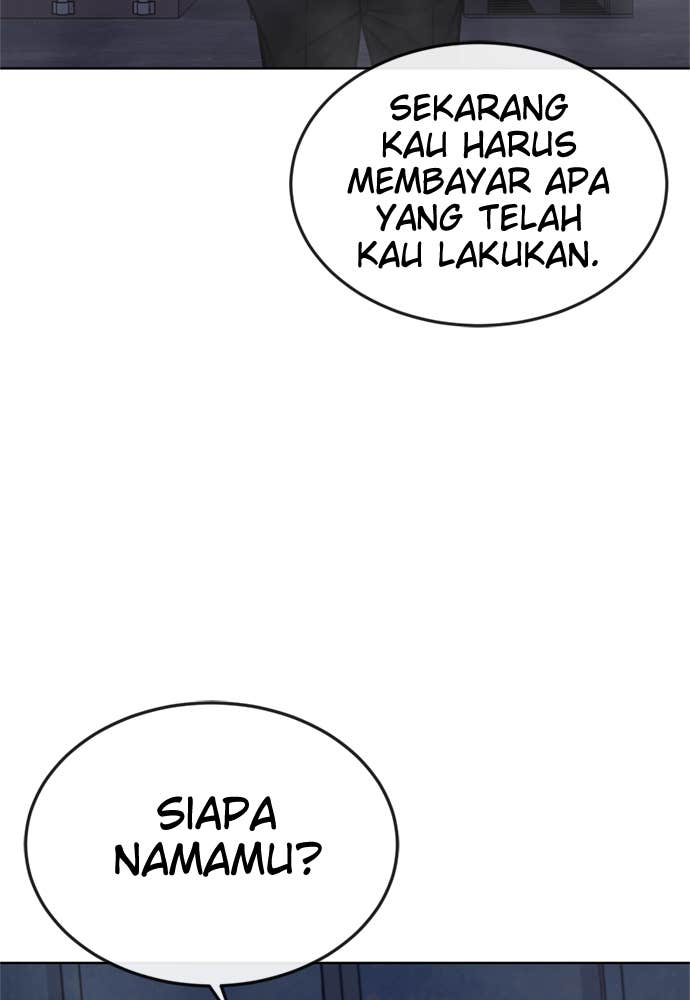 SEKARANG
KAU HARUS
MEMBAYAR APA
YANG TELAH
KAU LAKUKAN.
SIAPA
NAMAMU?